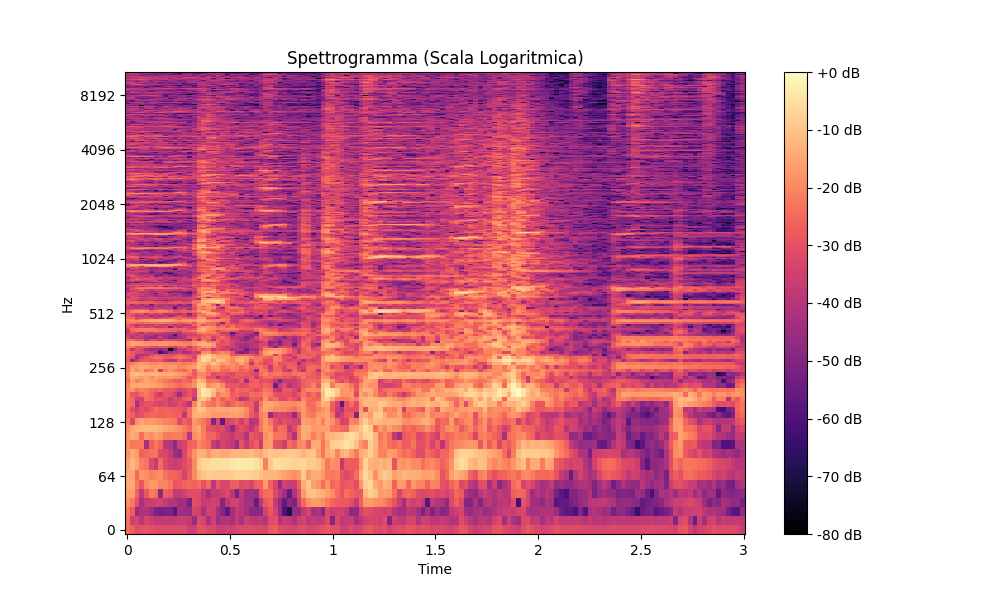 Spettrogramma (Scala Logaritmica)
Hz
8192
4096
2048
1024
512
256
128
64
0
0
0.5
1
1.5
2
2.5
3
Time
+0 dB
-10 dB
-20 dB
-30 dB
-40 dB
-50 dB
-60 dB
-70 dB
-80 dB